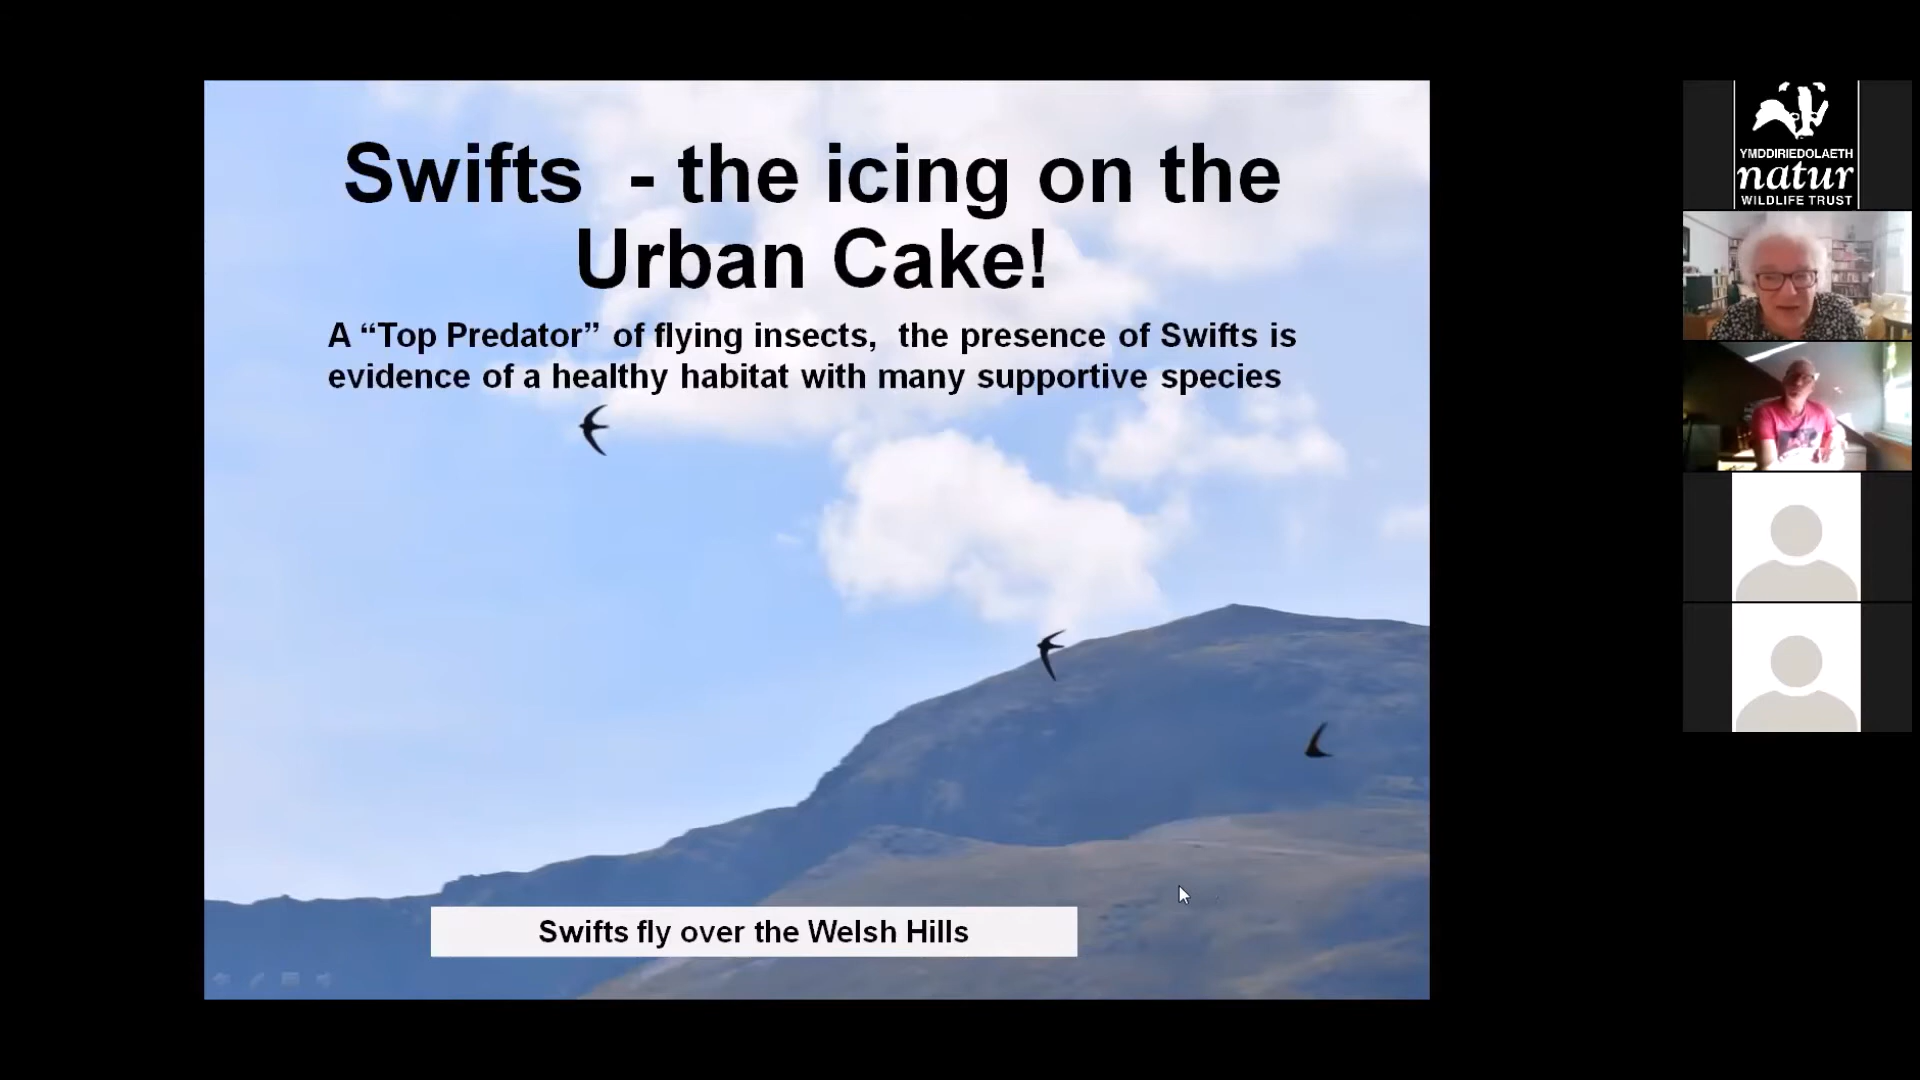 Swifts - the icing on the
Urban Cake!
A “Top Predator” of flying insects, the presence of Swifts is
evidence of a healthy habitat with many supportive species
Swifts fly over the Welsh Hills
YMDDIRIEDOLAETH
natur
WILDLIFE TRUST